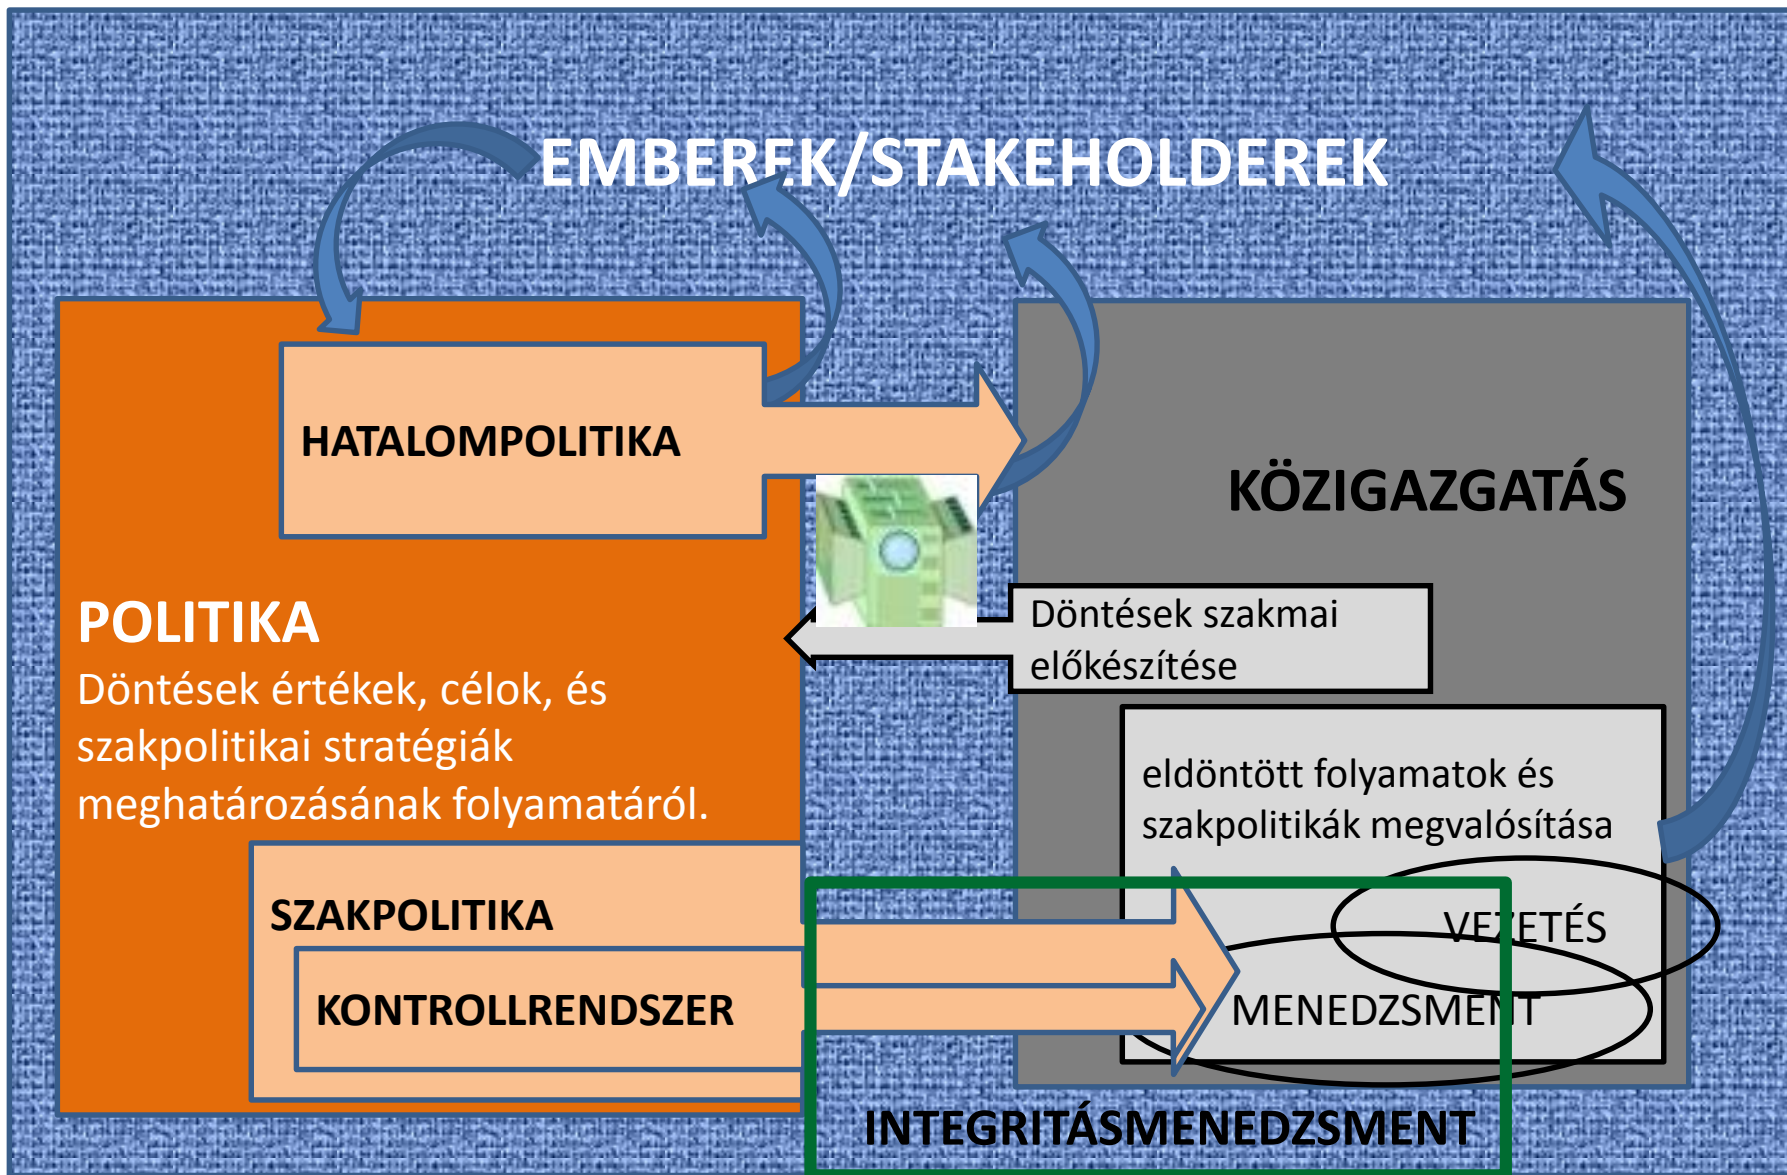 EMBEREK/STAKEHOLDEREK
HATALOMPOLITIKA
POLITIKA
Döntések értékek, célok, és
szakpolitikai stratégiák
meghatározásának folyamatáról.
SZAKPOLITIKA
KONTROLLRENDSZER
KÖZIGAZGATÁS
Döntések szakmai
előkészítése
eldöntött folyamatok és
szakpolitikák megvalósítása
VEZETÉS
MENEDZSMENT
INTEGRITÁSMENEDZSMENT